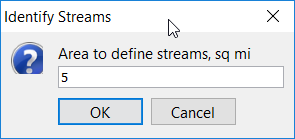 Identify Streams
Area to define streams, sq mi
5
OK
Cancel